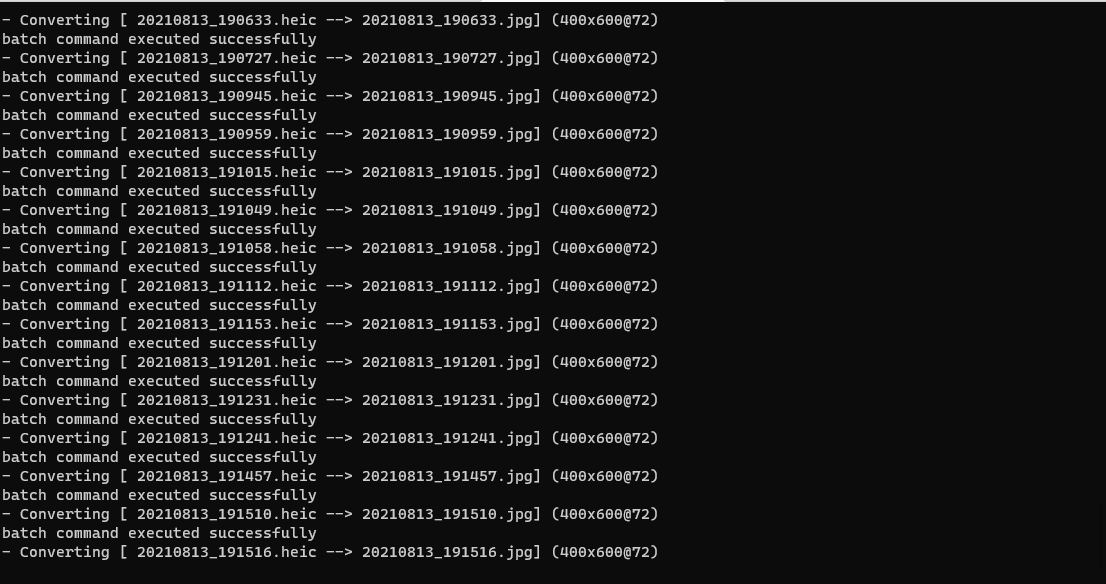 - Converting [ 20210813_190633.heic --> 20210813_190633.jpg] (400x600@72)
batch command executed successfully
- Converting [ 20210813_190727.heic --> 20210813_190727.jpg] (400x600@72)
batch command executed successfully
- Converting [ 20210813_190945.heic --> 20210813_190945.jpg] (400x600@72)
batch command executed successfully
- Converting [ 20210813_190959.heic --> 20210813_190959.jpg] (400x600@72)
batch command executed successfully
- Converting [ 20210813_191015.heic --> 20210813_191015.jpg] (400x600@72)
batch command executed successfully
- Converting [ 20210813_191049.heic --> 20210813_191049.jpg] (400x600@72)
batch command executed successfully
- Converting [ 20210813_191058.heic --> 20210813_191058.jpg] (400x600@72)
batch command executed successfully
- Converting [ 20210813_191112.heic --> 20210813_191112.jpg] (400x600@72)
batch command executed successfully
- Converting [ 20210813_191153.heic --> 20210813_191153.jpg] (400x600@72)
batch command executed successfully
- Converting [ 20210813_191201.heic --> 20210813_191201.jpg] (400x600@72)
batch command executed successfully
- Converting [ 20210813_191231.heic --> 20210813_191231.jpg] (400x600@72)
batch command executed successfully
- Converting [ 20210813_191241.heic --> 20210813_191241.jpg] (400x600@72)
batch command executed successfully
- Converting [ 20210813_191457.heic --> 20210813_191457.jpg] (400x600@72)
batch command executed successfully
- Converting [ 20210813_191510.heic --> 20210813_191510.jpg] (400x600@72)
batch command executed successfully
- Converting [ 20210813_191516.heic --> 20210813_191516.jpg] (400x600@72)